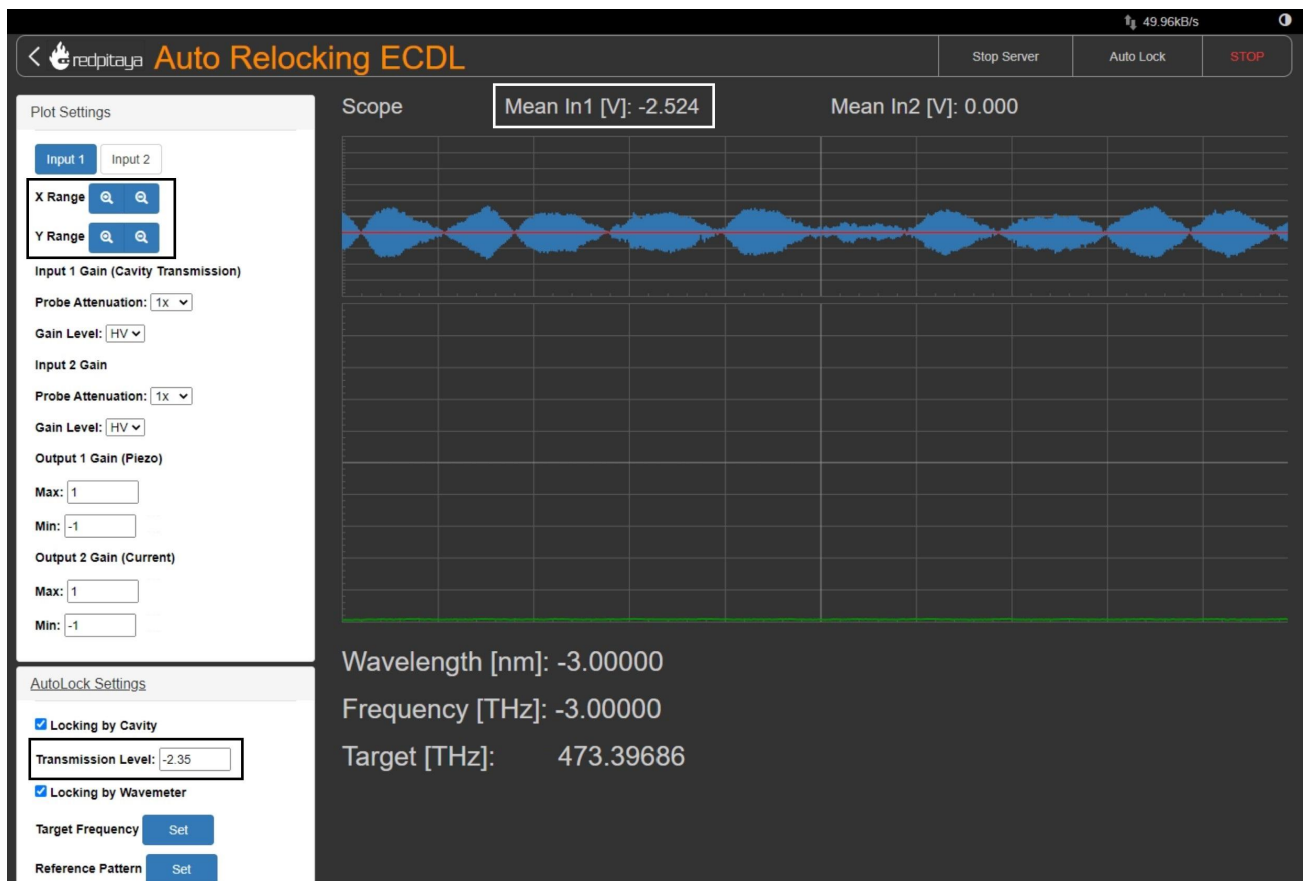 49.96kB/s
redpitaya Auto Relocking ECDL
Stop Server
Auto Lock
STOP
Plot Settings
Input 1
Input 2
X Range
Y Range
Input 1 Gain (Cavity Transmission)
Probe Attenuation: 1x
Gain Level: HV
Input 2 Gain
Probe Attenuation: 1x
Gain Level: HV
Output 1 Gain (Piezo)
Max: 1
Min: -1
Output 2 Gain (Current)
Max: 1
Min: -1
AutoLock Settings
Locking by Cavity
Transmission Level: -2.35
Locking by Wavemeter
Target Frequency Set
Reference Pattern Set
Scope
Mean In1 [V]: -2.524
Mean In2 [V]: 0.000
Wavelength [nm]: -3.00000
Frequency [THz]: -3.00000
Target [THz]: 473.39686